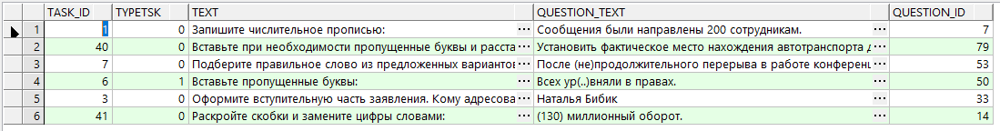 TASK_ID TYPETSK TEXT QUESTION_TEXT QUESTION_ID
1 1 0 Запишите числительное прописью: ... Сообщения были направлены 200 сотрудникам. ... 7
2 40 0 Вставьте при необходимости пропущенные буквы и расста ... Установить фактическое место нахождения автотранспорта д ... 79
3 7 0 Подберите правильное слово из предложенных вариантов ... После (не)продолжительного перерыва в работе конференц ... 53
4 6 1 Вставьте пропущенные буквы: ... Всех ур(..)вняли в правах. ... 50
5 3 0 Оформите вступительную часть заявления. Кому адресова ... Наталья Бибик ... 33
6 41 0 Раскройте скобки и замените цифры словами: ... (130) миллионный оборот. ... 14